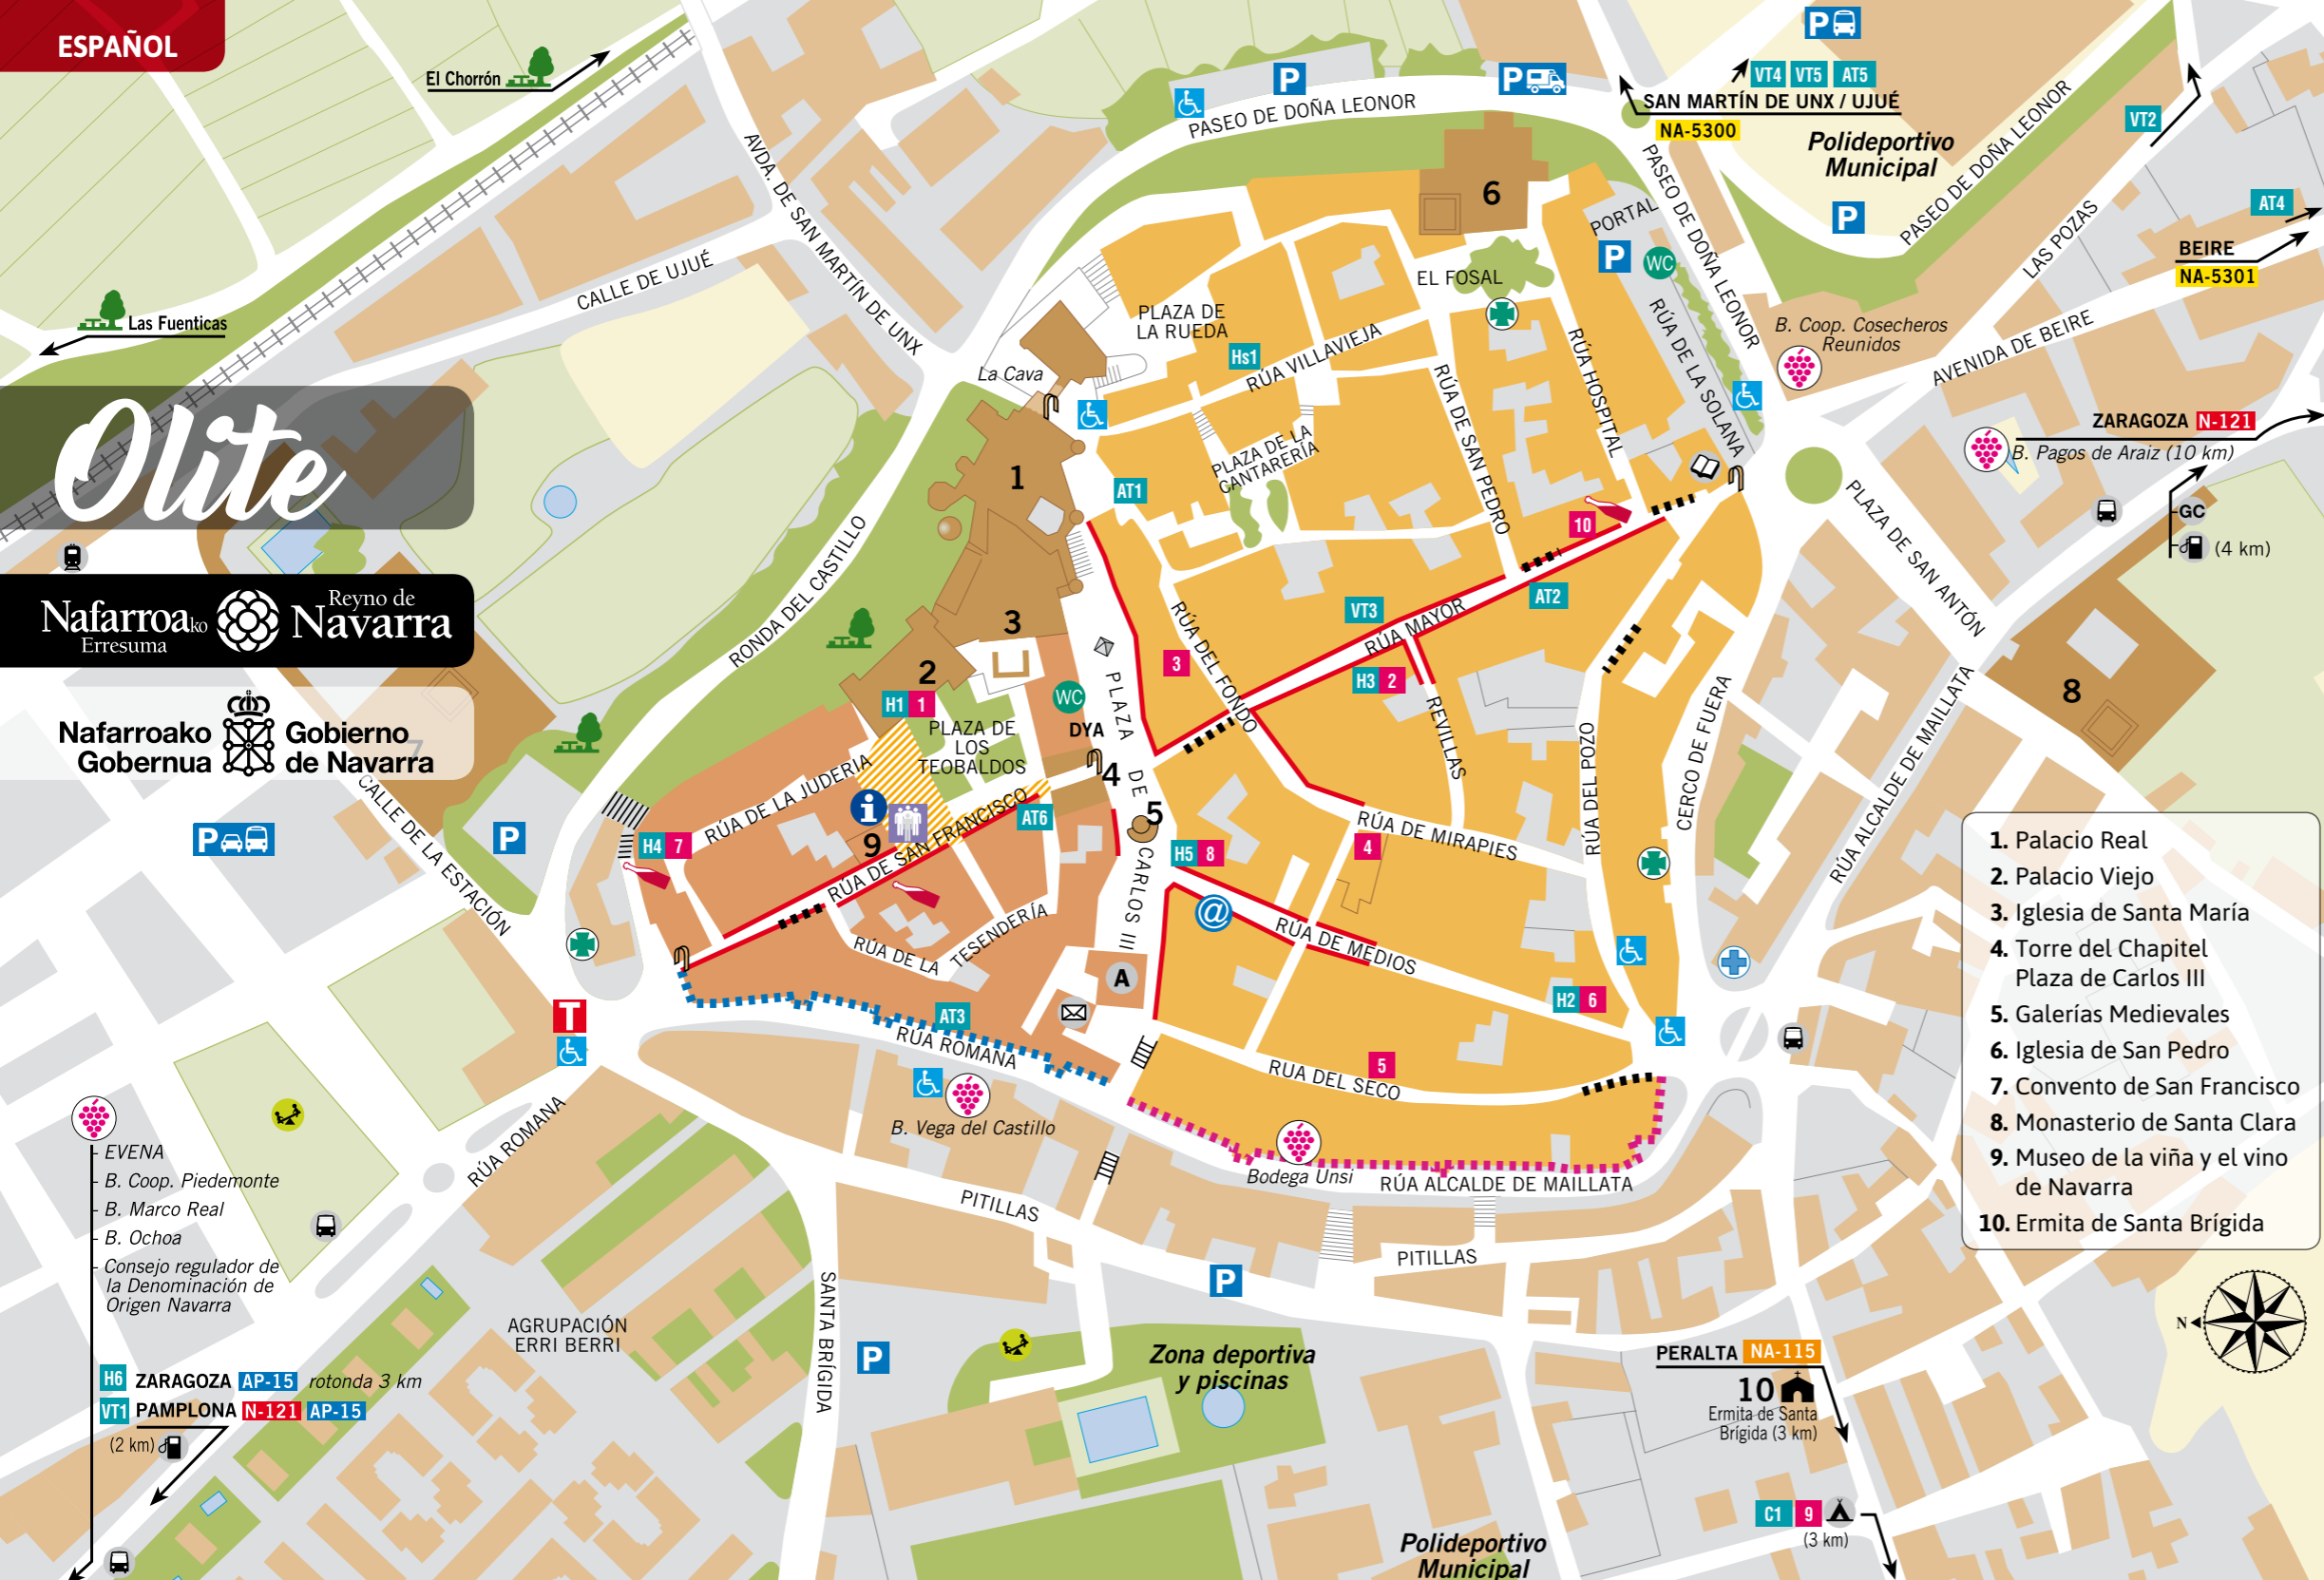 ESPAÑOL
El Chorrón
Las Fuenticas
Olite
Nafarroako
Erresuma
Reyno de
Navarra
Nafarroako
Gobernua
Gobierno
de Navarra
7
P
P
P
VT4 VT5 AT5
SAN MARTÍN DE UNX / UJUÉ
NA-5300
Polideportivo
Municipal
P
VT2
AT4
BEIRE
NA-5301
PASEO DE DOÑA LEONOR
PASEO DE DOÑA LEONOR
PASEO DE DOÑA LEONOR
LAS POZAS
AVENIDA DE BEIRE
AVDA. DE SAN MARTÍN DE UNX
CALLE DE UJUÉ
6
PORTAL
P
WC
EL FOSAL
PLAZA DE
LA RUEDA
Hs1
RÚA VILLAVIEJA
La Cava
RÚA DE SAN PEDRO
RÚA HOSPITAL
RÚA DE LA SOLANA
B. Coop. Cosecheros
Reunidos
ZARAGOZA N-121
B. Pagos de Araiz (10 km)
GC
(4 km)
1
AT1
PLAZA DE LA
CANTARERÍA
10
PLAZA DE SAN ANTÓN
RONDA DEL CASTILLO
3
2
H1 1
PLAZA DE
LOS
TEOBALDOS
WC
DYA
3
RÚA DEL FONDO
VT3
RÚA MAYOR
AT2
H3 2
REVILLAS
RÚA DEL POZO
CERCO DE FUERA
RÚA ALCALDE DE MAILLATA
8
PLAZA DE CARLOS III
4
5
CALLE DE LA ESTACIÓN
P
P
H4 7
RÚA DE LA JUDERIA
i
9
RÚA DE SAN FRANCISCO
AT6
H5 8
@
4
RÚA DE MIRAPIES
RÚA DE MEDIOS
RÚA DE LA TESENDERÍA
A
H2 6
T
AT3
RÚA ROMANA
5
RUA DEL SECO
B. Vega del Castillo
Bodega Unsi
RÚA ALCALDE DE MAILLATA
RÚA ROMANA
PITILLAS
PITILLAS
P
P
SANTA BRÍGIDA
AGRUPACIÓN
ERRI BERRI
Zona deportiva
y piscinas
Polideportivo
Municipal
EVENA
B. Coop. Piedemonte
B. Marco Real
B. Ochoa
Consejo regulador de
la Denominación de
Origen Navarra
H6 ZARAGOZA AP-15 rotonda 3 km
VT1 PAMPLONA N-121 AP-15
(2 km)
1. Palacio Real
2. Palacio Viejo
3. Iglesia de Santa María
4. Torre del Chapitel
Plaza de Carlos III
5. Galerías Medievales
6. Iglesia de San Pedro
7. Convento de San Francisco
8. Monasterio de Santa Clara
9. Museo de la viña y el vino
de Navarra
10. Ermita de Santa Brígida
N
PERALTA NA-115
10
Ermita de Santa
Brígida (3 km)
C1 9
(3 km)